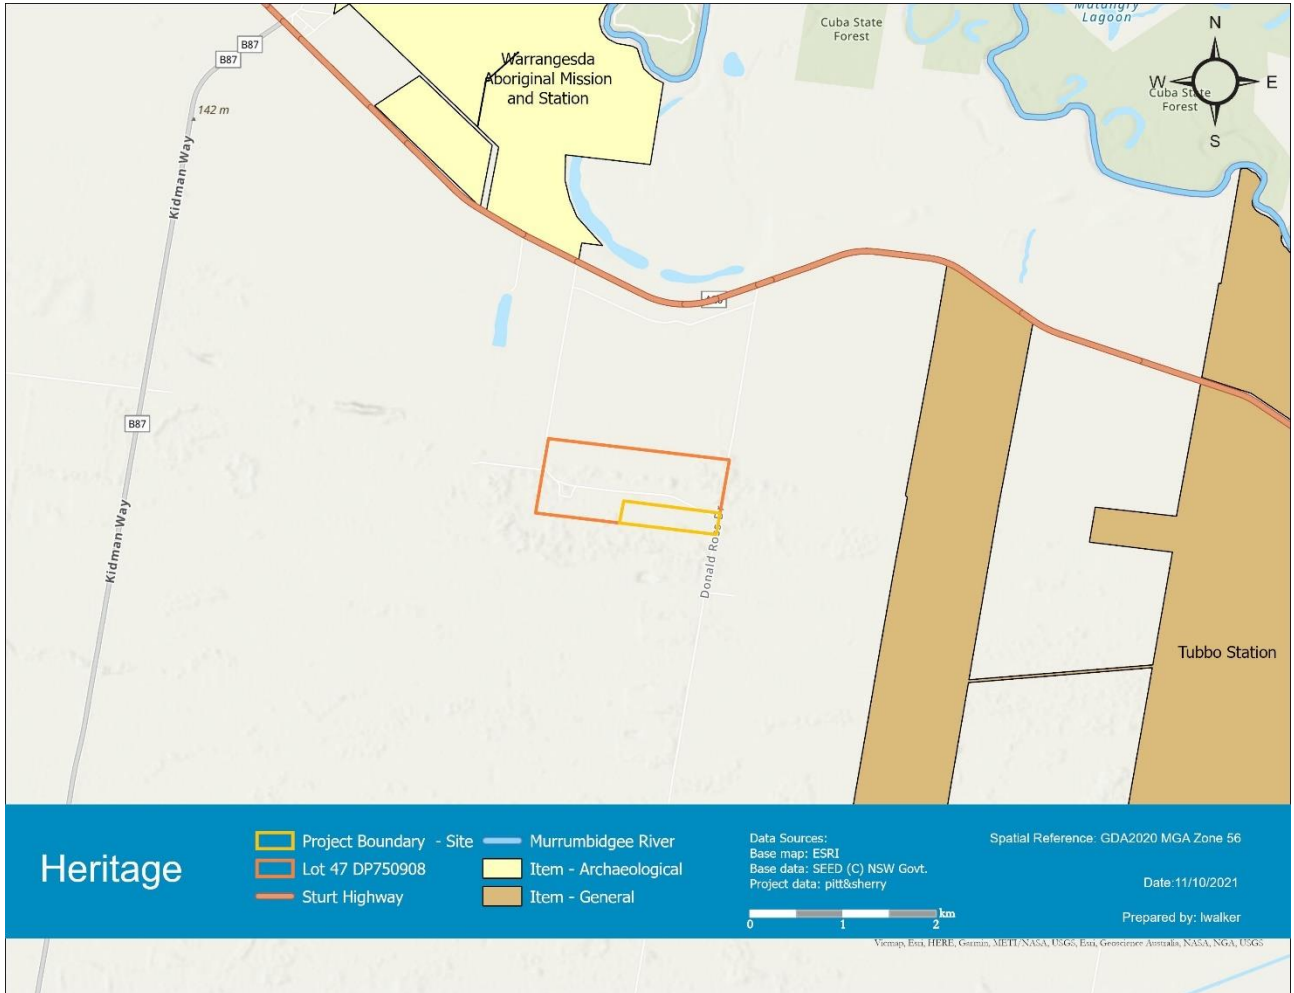 Matangry
Lagoon
Cuba State
Forest
N
W
E
S
Cuba State
Forest
B87
B87
142 m
Warrangesda
Aboriginal Mission
and Station
Kidman Way
B87
Kidman Way
Donald Ross
Tubbo Station
Heritage
Project Boundary - Site
Lot 47 DP750908
Sturt Highway
Murrumbidgee River
Item - Archaeological
Item - General
Data Sources:
Base map: ESRI
Base data: SEED (C) NSW Govt.
Project data: pitt&sherry
km
0 1 2
Spatial Reference: GDA2020 MGA Zone 56
Date:11/10/2021
Prepared by: lwalker
Vicmap, Esri, HERE, Garmin, METI/NASA, USGS, Esri, Geoscience Australia, NASA, NGA, USGS